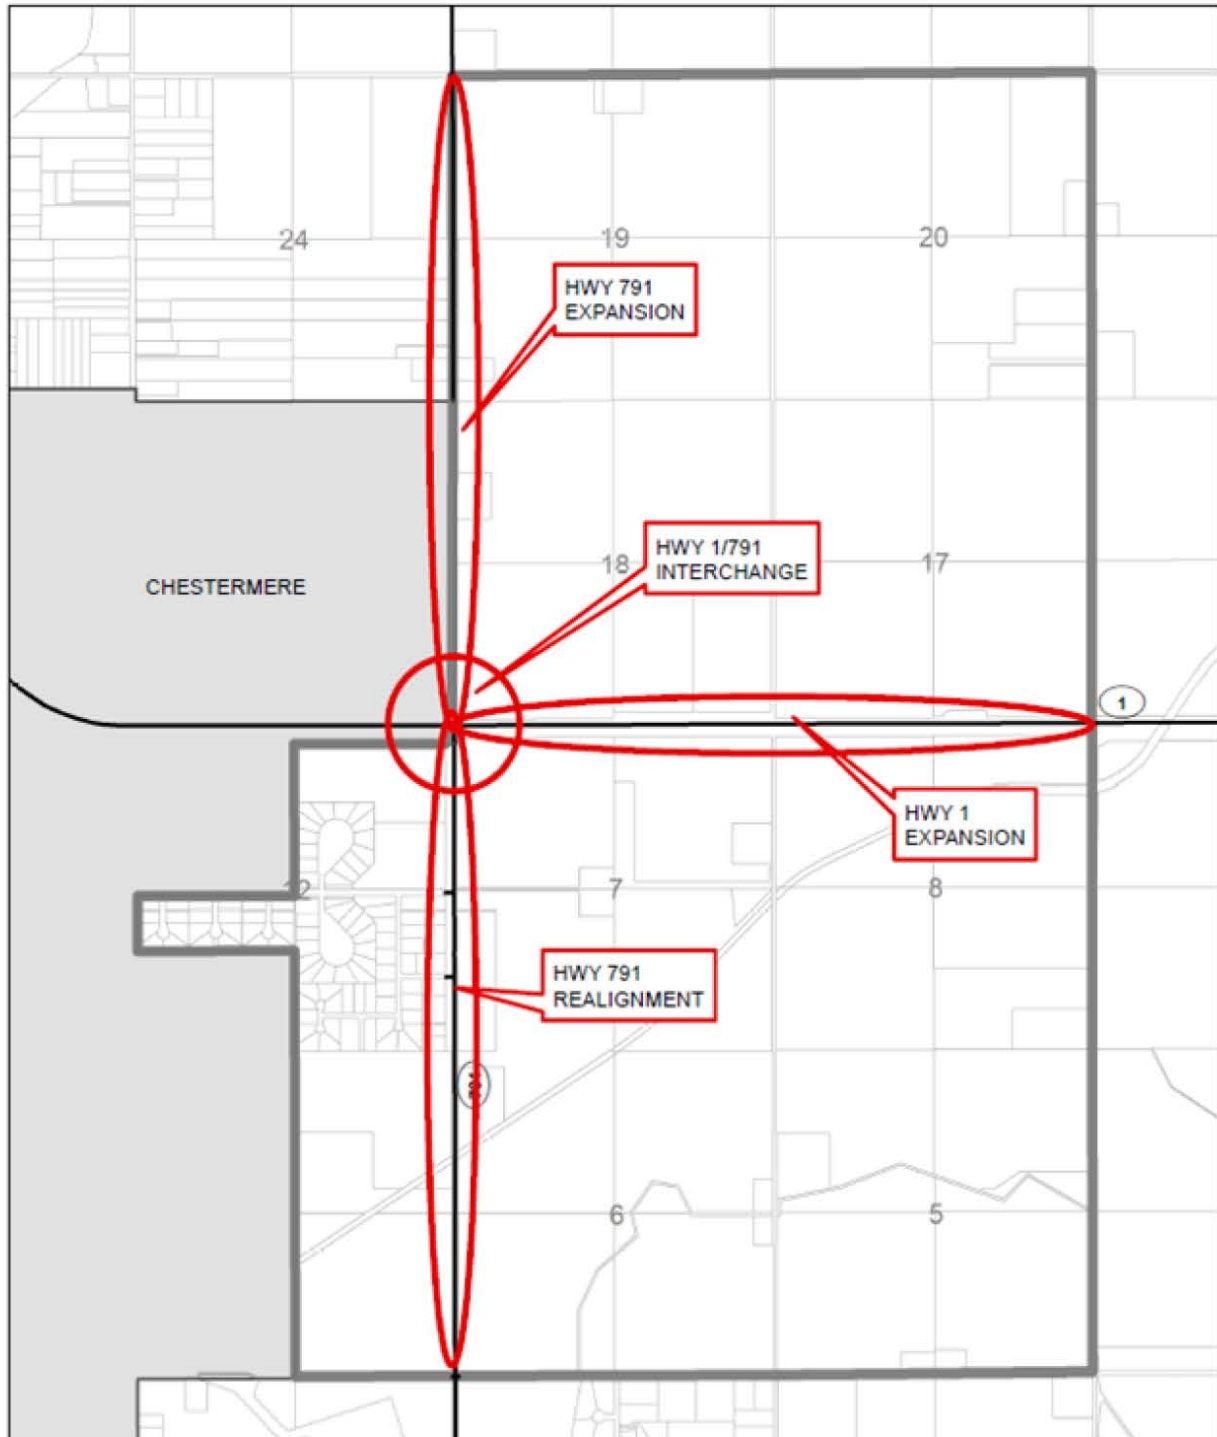 24
19
20
HWY 791
EXPANSION
HWY 1/791
INTERCHANGE
18
17
CHESTERMERE
1
HWY 1
EXPANSION
7
8
HWY 791
REALIGNMENT
6
5